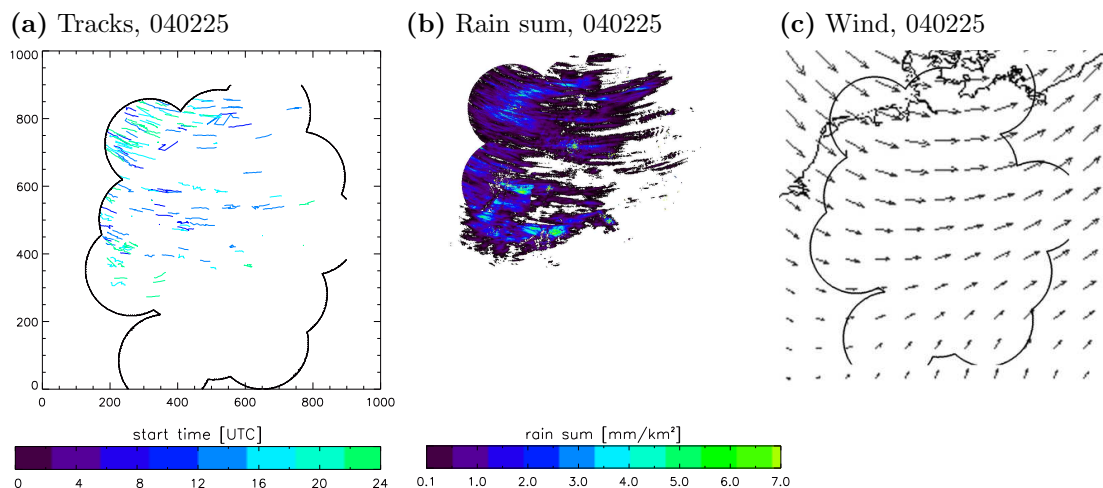 (a) Tracks, 040225
(b) Rain sum, 040225
(c) Wind, 040225
1000
800
600
400
200
0
0 200 400 600 800 1000
start time [UTC]
0 4 8 12 16 20 24
rain sum [mm/km²]
0.1 1.0 2.0 3.0 4.0 5.0 6.0 7.0